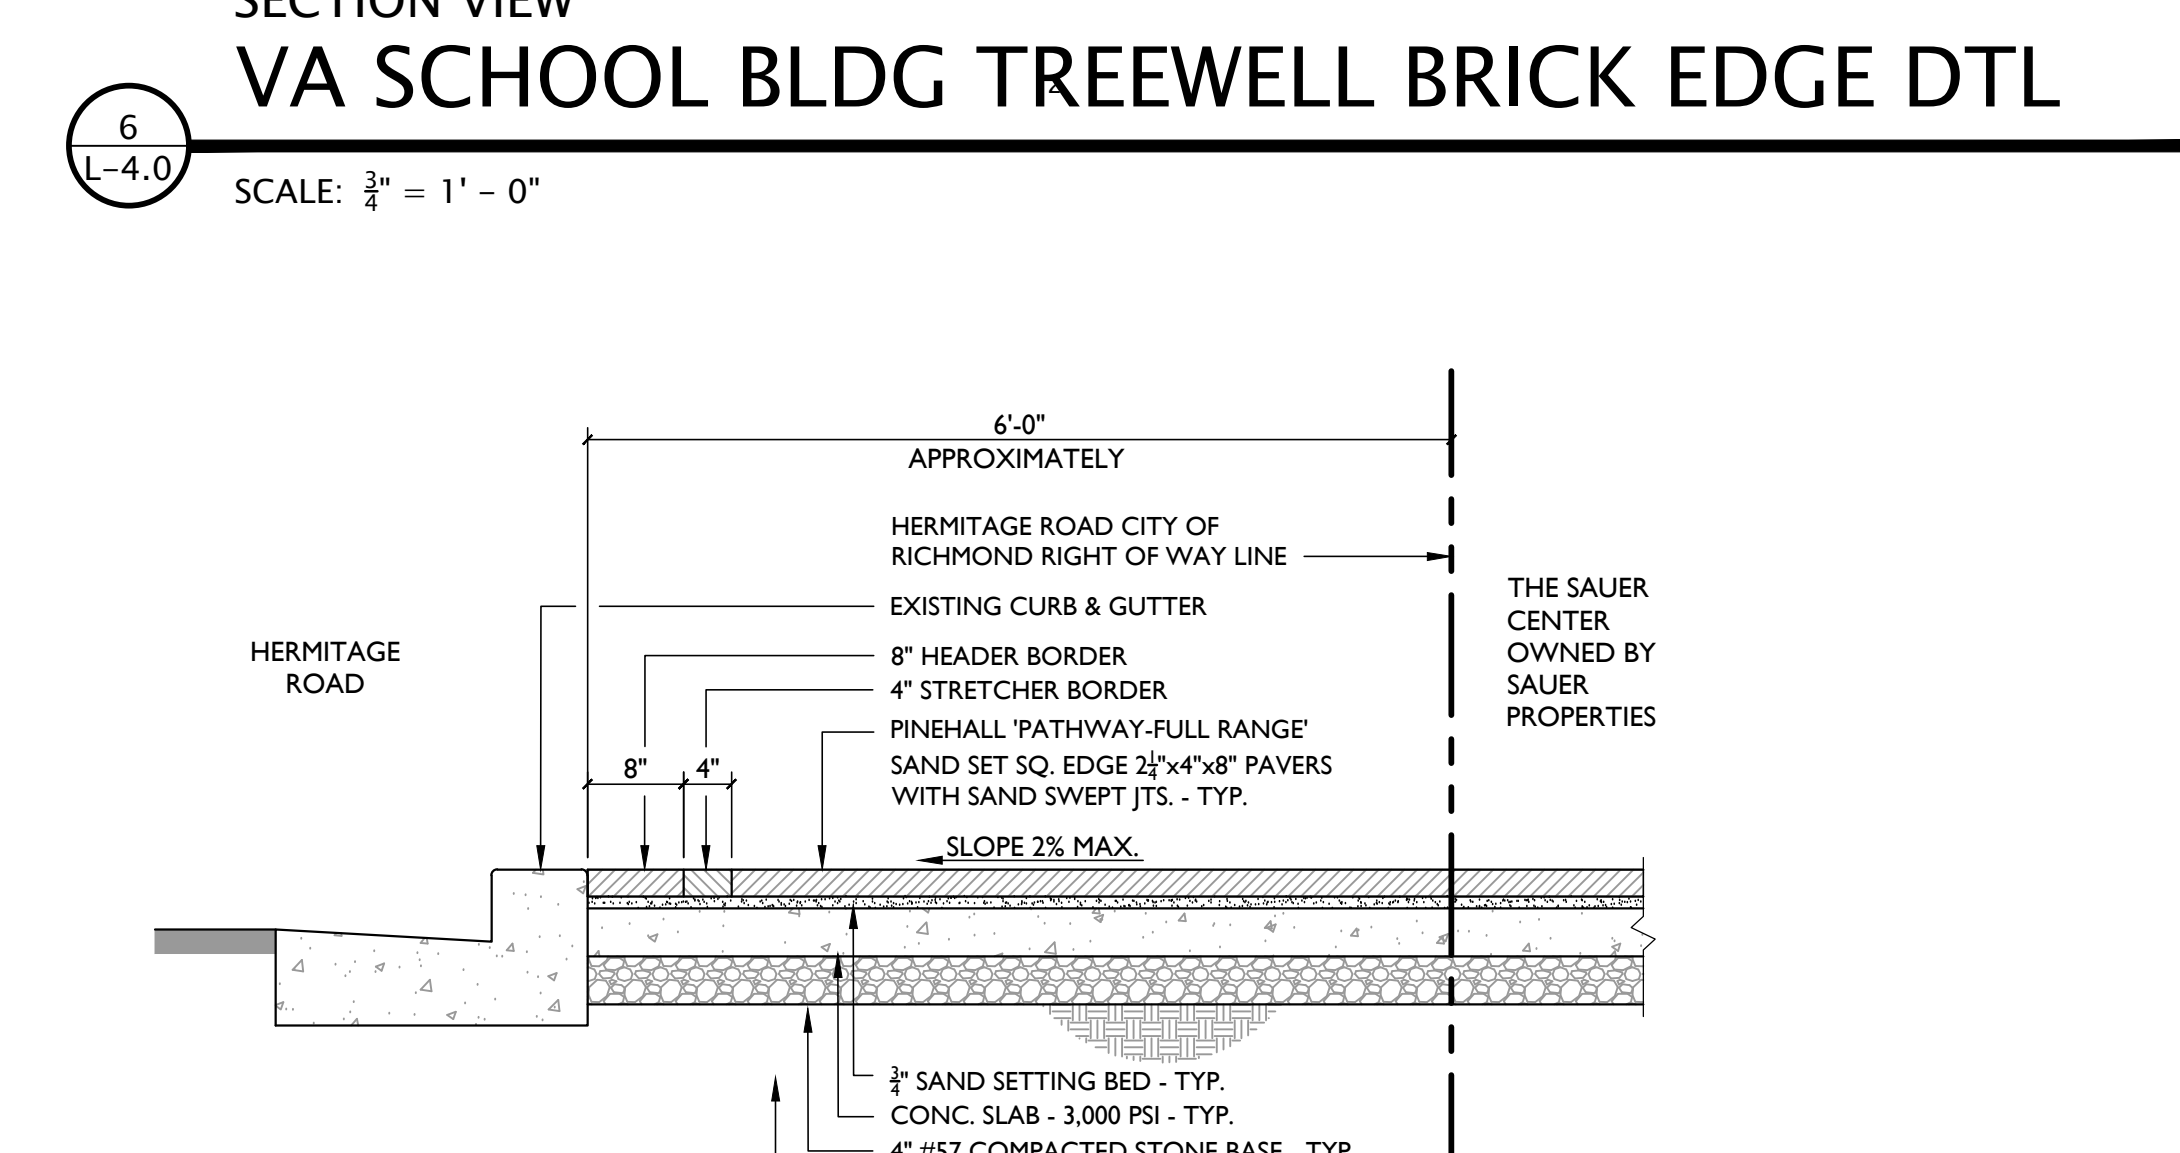 SECTION VIEW
VA SCHOOL BLDG TREEWELL BRICK EDGE DTL
6
L-4.0
SCALE: 3/4" = 1' - 0"
6'-0"
APPROXIMATELY
HERMITAGE ROAD CITY OF
RICHMOND RIGHT OF WAY LINE
THE SAUER
CENTER
OWNED BY
SAUER
PROPERTIES
EXISTING CURB & GUTTER
HERMITAGE
ROAD
8" HEADER BORDER
4" STRETCHER BORDER
PINEHALL 'PATHWAY-FULL RANGE'
SAND SET SQ. EDGE 2 1/4"x4"x8" PAVERS
WITH SAND SWEPT JTS. - TYP.
8"
4"
SLOPE 2% MAX.
3/4" SAND SETTING BED - TYP.
CONC. SLAB - 3,000 PSI - TYP.
4" #57 COMPACTED STONE BASE - TYP.